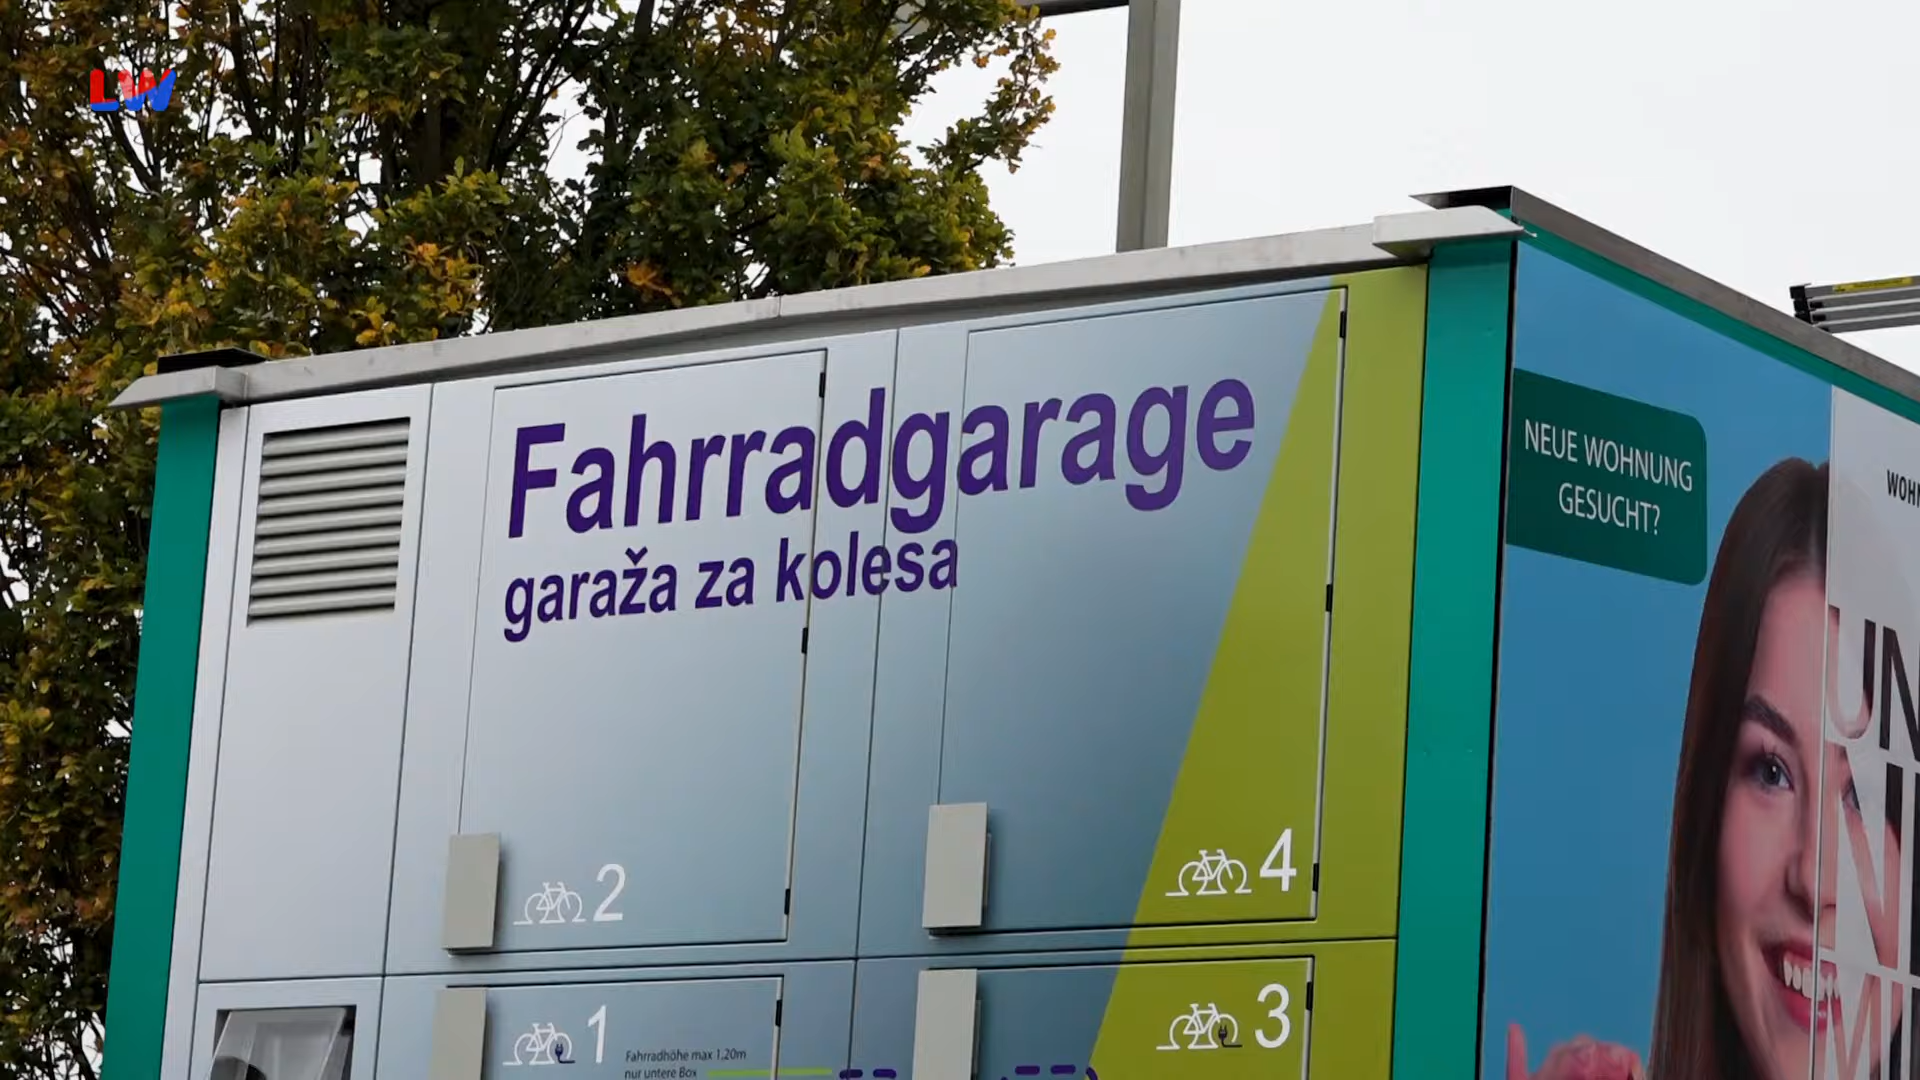 LW
Fahrradgarage
garaža za kolesa
NEUE WOHNUNG
GESUCHT?
2
4
1
3
Fahrradhöhe max 1,20m
nur untere Box